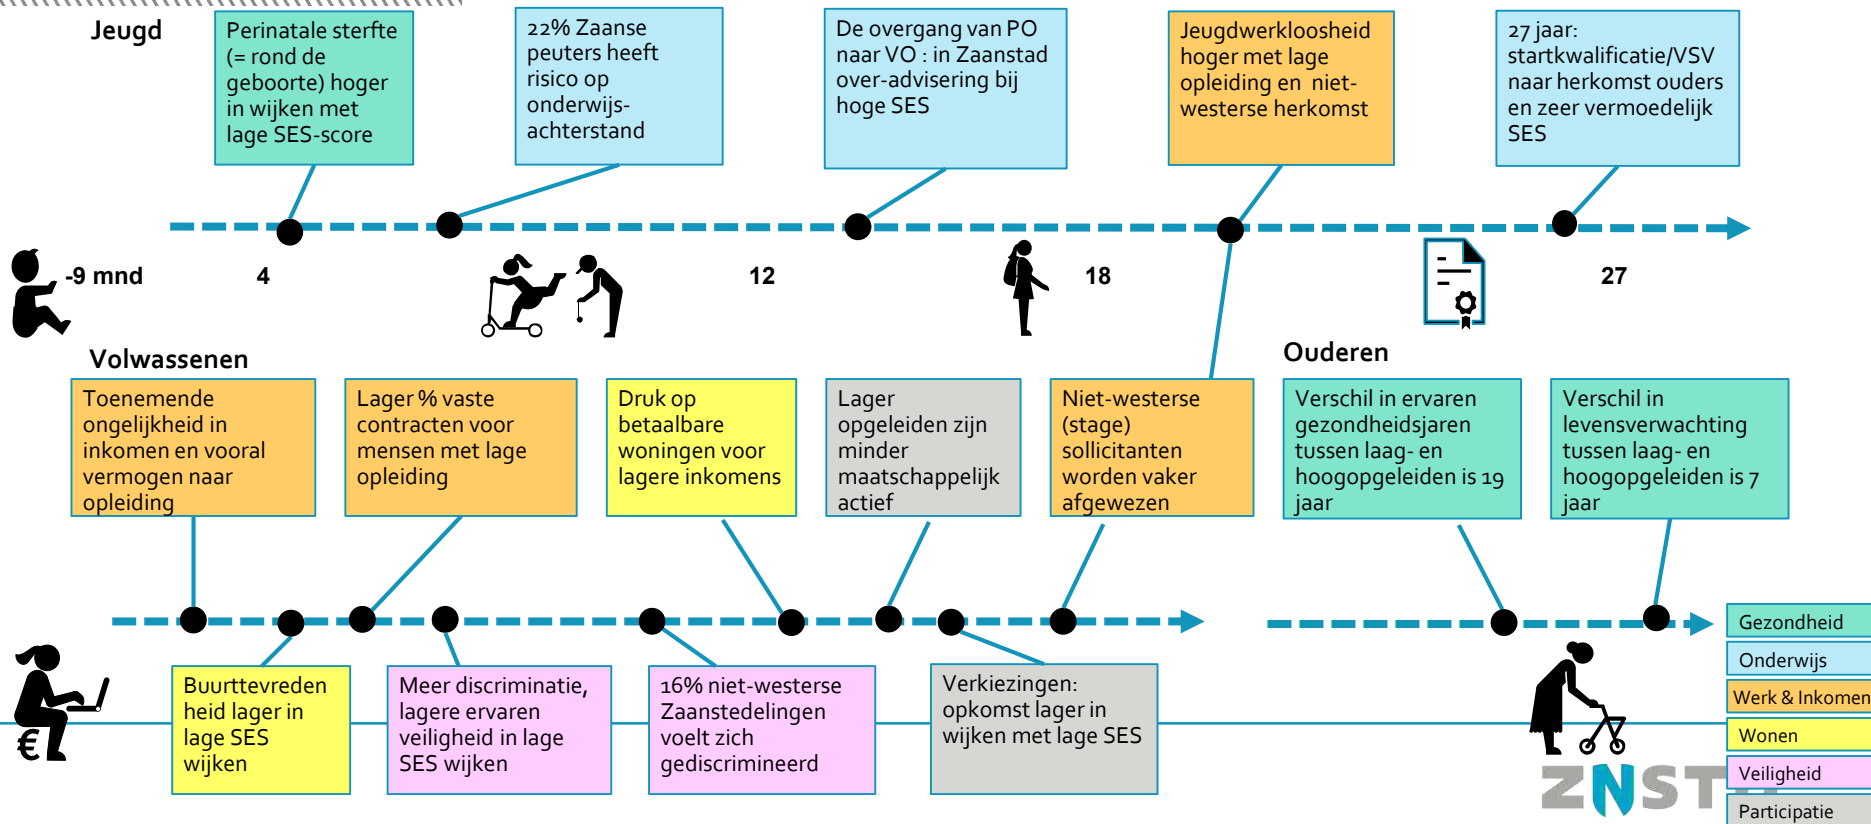 Jeugd
Perinatale sterfte
(= rond de
geboorte) hoger
in wijken met
lage SES-score
22% Zaanse
peuters heeft
risico op
onderwijs-
achterstand
De overgang van PO
naar VO : in Zaanstad
over-advisering bij
hoge SES
Jeugdwerkloosheid
hoger met lage
opleiding en niet-
westerse herkomst
27 jaar:
startkwalificatie/VSV
naar herkomst ouders
en zeer vermoedelijk
SES
-9 mnd
4
12
18
27
Volwassenen
Toenemende
ongelijkheid in
inkomen en vooral
vermogen naar
opleiding
Lager % vaste
contracten voor
mensen met lage
opleiding
Druk op
betaalbare
woningen voor
lagere inkomens
Lager
opgeleiden zijn
minder
maatschappelijk
actief
Niet-westerse
(stage)
sollicitanten
worden vaker
afgewezen
Ouderen
Verschil in ervaren
gezondheidsjaren
tussen laag- en
hoogopgeleiden is 19
jaar
Verschil in
levensverwachting
tussen laag- en
hoogopgeleiden is 7
jaar
€
Buurttevreden
heid lager in
lage SES
wijken
Meer discriminatie,
lagere ervaren
veiligheid in lage
SES wijken
16% niet-westerse
Zaanstedelingen
voelt zich
gediscrimineerd
Verkiezingen:
opkomst lager in
wijken met lage SES
Gezondheid
Onderwijs
Werk & Inkomen
Wonen
Veiligheid
Participatie